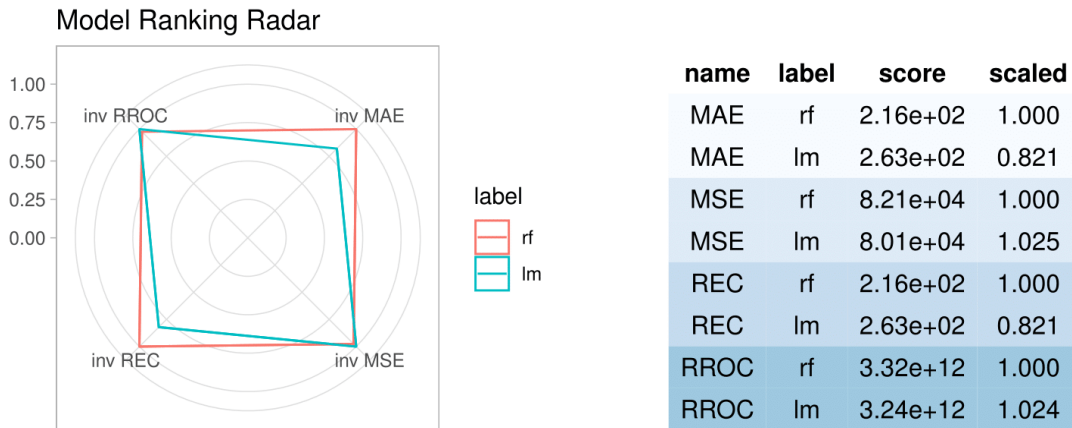 Model Ranking Radar
1.00
0.75
0.50
0.25
0.00
inv RROC
inv MAE
inv REC
inv MSE
label
rf
lm
name label score scaled
MAE rf 2.16e+02 1.000
MAE lm 2.63e+02 0.821
MSE rf 8.21e+04 1.000
MSE lm 8.01e+04 1.025
REC rf 2.16e+02 1.000
REC lm 2.63e+02 0.821
RROC rf 3.32e+12 1.000
RROC lm 3.24e+12 1.024